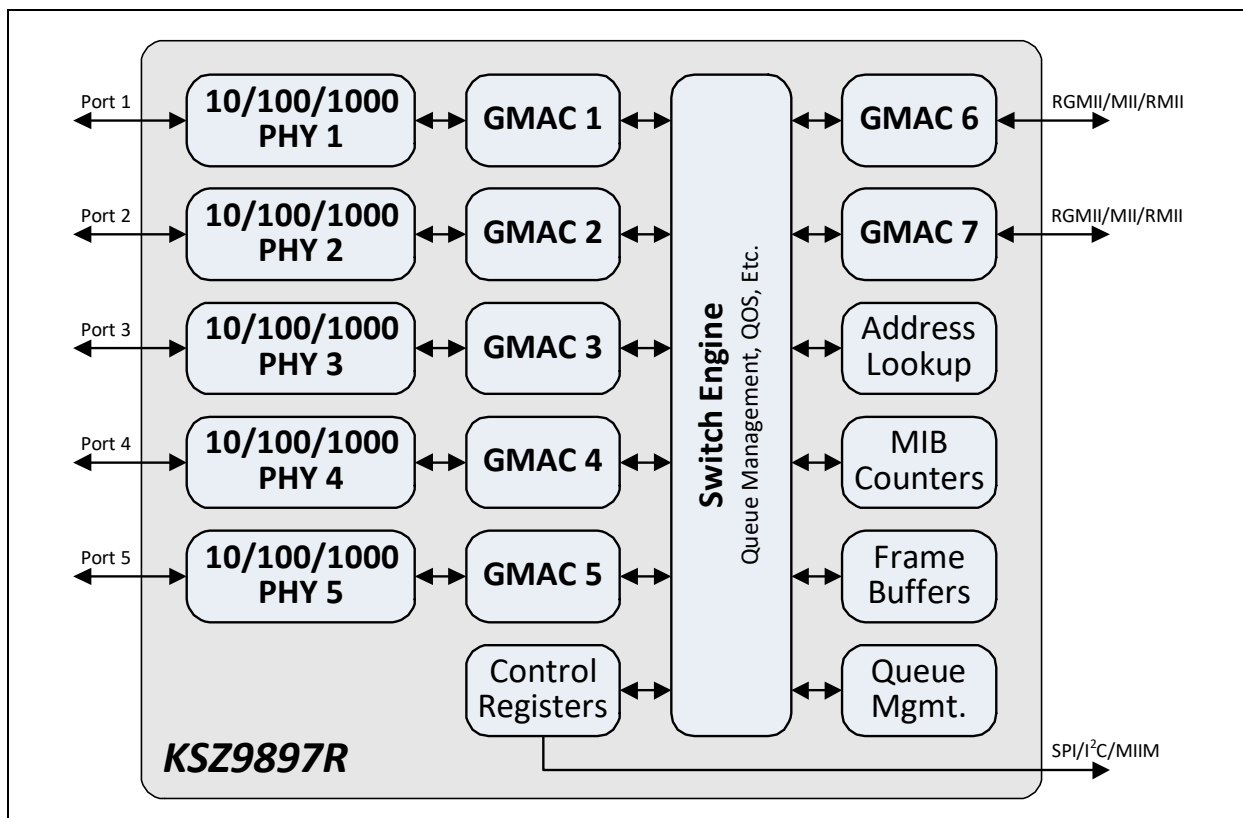 Port 1
10/100/1000
PHY 1
GMAC 1
GMAC 6
RGMII/MII/RMII
Port 2
10/100/1000
PHY 2
GMAC 2
GMAC 7
RGMII/MII/RMII
Port 3
10/100/1000
PHY 3
GMAC 3
Switch Engine
Queue Management, QOS, Etc.
Address
Lookup
Port 4
10/100/1000
PHY 4
GMAC 4
MIB
Counters
Port 5
10/100/1000
PHY 5
GMAC 5
Frame
Buffers
Control
Registers
Queue
Mgmt.
KSZ9897R
SPI/I²C/MIIM